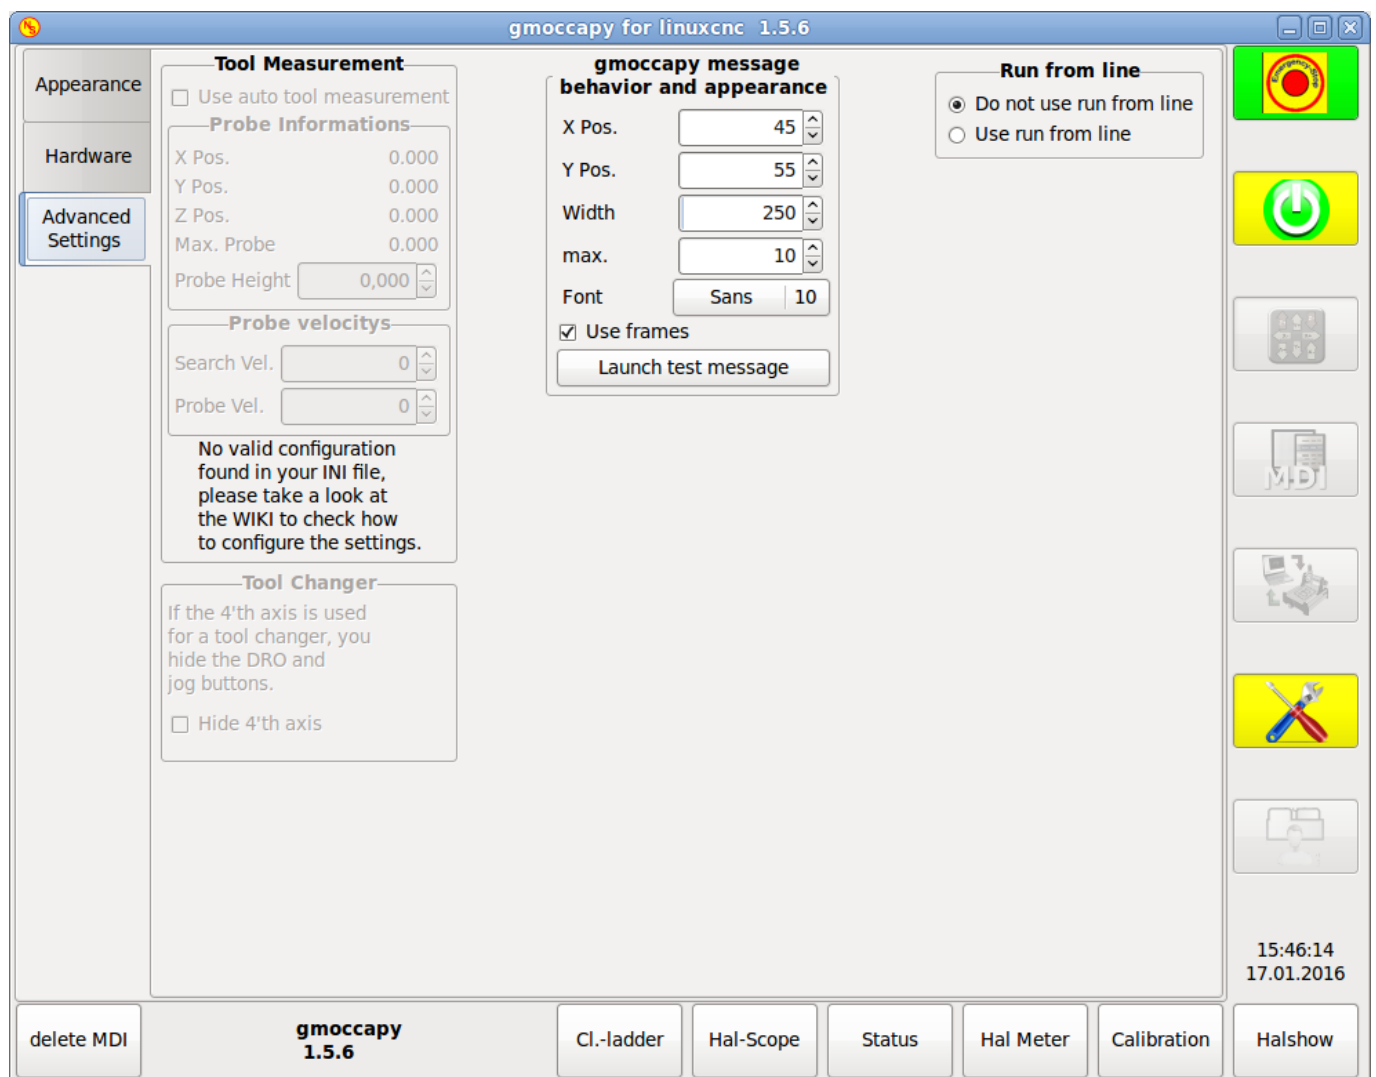 gmoccapy for linuxcnc 1.5.6
Appearance
Hardware
Advanced
Settings
Tool Measurement
Use auto tool measurement
Probe Informations
X Pos. 0.000
Y Pos. 0.000
Z Pos. 0.000
Max. Probe 0.000
Probe Height 0,000
Probe velocitys
Search Vel. 0
Probe Vel. 0
No valid configuration
found in your INI file,
please take a look at
the WIKI to check how
to configure the settings.
Tool Changer
If the 4'th axis is used
for a tool changer, you
hide the DRO and
jog buttons.
Hide 4'th axis
gmoccapy message
behavior and appearance
X Pos. 45
Y Pos. 55
Width 250
max. 10
Font Sans 10
Use frames
Launch test message
Run from line
Do not use run from line
Use run from line
Emergency-Stop
MDI
15:46:14
17.01.2016
delete MDI
gmoccapy
1.5.6
Cl.-ladder
Hal-Scope
Status
Hal Meter
Calibration
Halshow